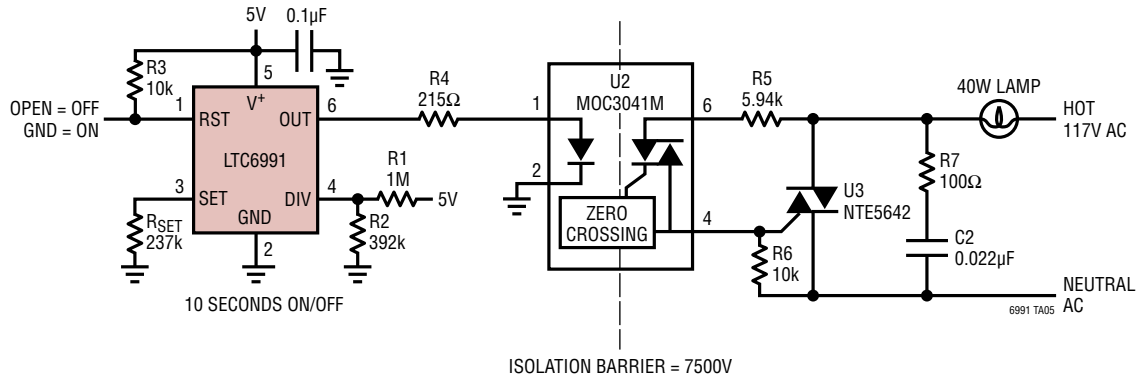 5V
0.1µF
R3
10k
5
1
6
V+
OPEN = OFF
GND = ON
RST
OUT
LTC6991
R4
215Ω
3
4
SET
DIV
GND
RSET
237k
2
R1
1M
5V
R2
392k
10 SECONDS ON/OFF
U2
MOC3041M
1
2
6
4
ZERO
CROSSING
R5
5.94k
40W LAMP
HOT
117V AC
R7
100Ω
U3
NTE5642
R6
10k
C2
0.022µF
NEUTRAL
AC
6991 TA05
ISOLATION BARRIER = 7500V